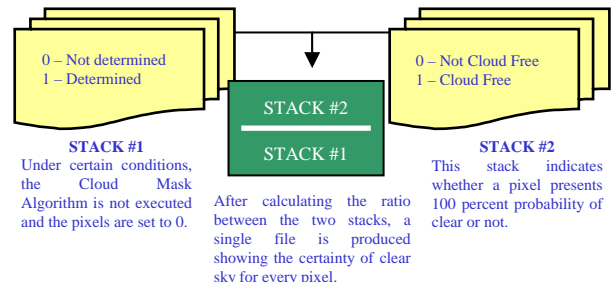 0 – Not determined
1 – Determined
STACK #1
Under certain conditions,
the Cloud Mask
Algorithm is not executed
and the pixels are set to 0.
STACK #2
STACK #1
After calculating the ratio
between the two stacks, a
single file is produced
showing the certainty of clear
sky for every pixel.
0 – Not Cloud Free
1 – Cloud Free
STACK #2
This stack indicates
whether a pixel presents
100 percent probability of
clear or not.